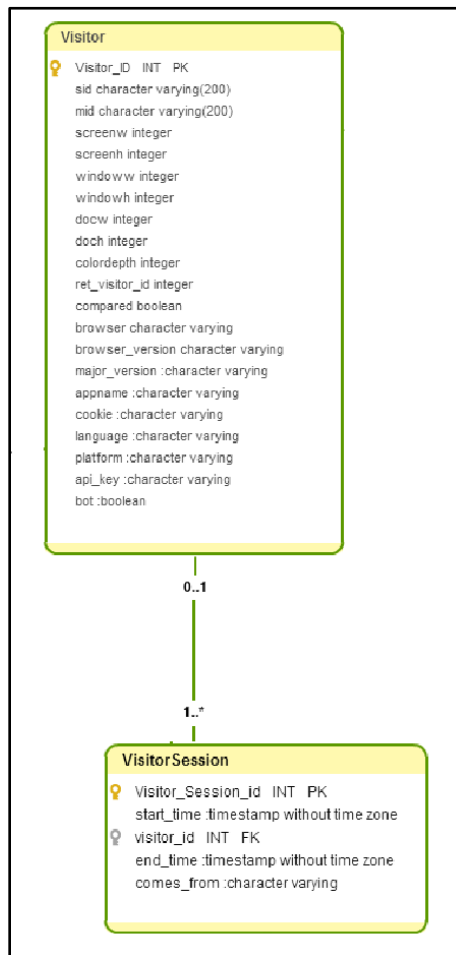 Visitor
Visitor_ID INT PK
sid character varying(200)
mid character varying(200)
screenw integer
screenh integer
windoww integer
windowh integer
docw integer
doch integer
colordepth integer
ret_visitor_id integer
compared boolean
browser character varying
browser_version character varying
major_version :character varying
appname :character varying
cookie :character varying
language :character varying
platform :character varying
api_key :character varying
bot :boolean
0..1
1..*
VisitorSession
Visitor_Session_id INT PK
start_time :timestamp without time zone
visitor_id INT FK
end_time :timestamp without time zone
comes_from :character varying